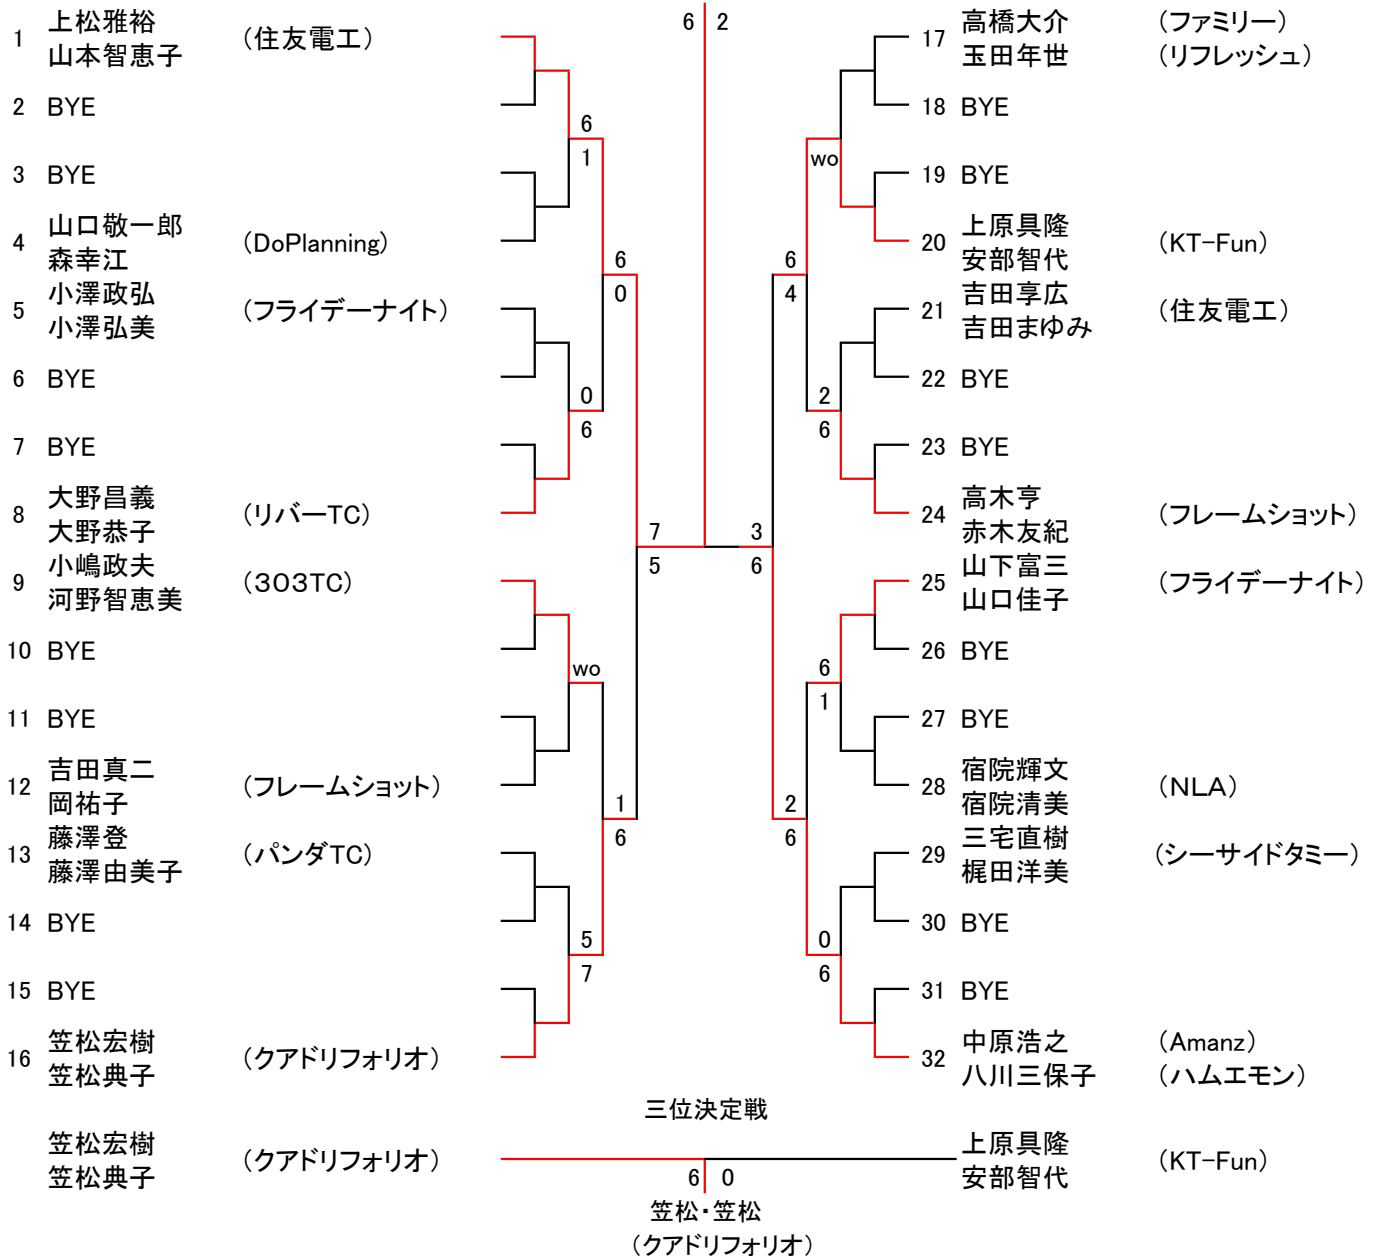 1 上松雅裕 (住友電工)
山本智恵子
2 BYE
3 BYE
4 山口敬一郎 (DoPlanning)
森幸江
5 小澤政弘 (フライデーナイト)
小澤弘美
6 BYE
7 BYE
8 大野昌義 (リバーTC)
大野恭子
9 小嶋政夫 (303TC)
河野智恵美
10 BYE
11 BYE
12 吉田真二 (フレームショット)
岡祐子
13 藤澤登 (パンダTC)
藤澤由美子
14 BYE
15 BYE
16 笠松宏樹 (クアドリフォリオ)
笠松典子
6 1
0 6
wo
5 7
6 0
1 6
7 5
6 2
3 6
6 4
2 6
wo
2 6
6 1
0 6
17 高橋大介 (ファミリー)
玉田年世 (リフレッシュ)
18 BYE
19 BYE
20 上原具隆 (KT-Fun)
安部智代
21 吉田享広 (住友電工)
吉田まゆみ
22 BYE
23 BYE
24 高木亨 (フレームショット)
赤木友紀
25 山下富三 (フライデーナイト)
山口佳子
26 BYE
27 BYE
28 宿院輝文 (NLA)
宿院清美
29 三宅直樹 (シーサイドタミー)
梶田洋美
30 BYE
31 BYE
32 中原浩之 (Amanz)
八川三保子 (ハムエモン)
三位決定戦
笠松宏樹 (クアドリフォリオ)
笠松典子
6 0
上原具隆 (KT-Fun)
安部智代
笠松・笠松
(クアドリフォリオ)